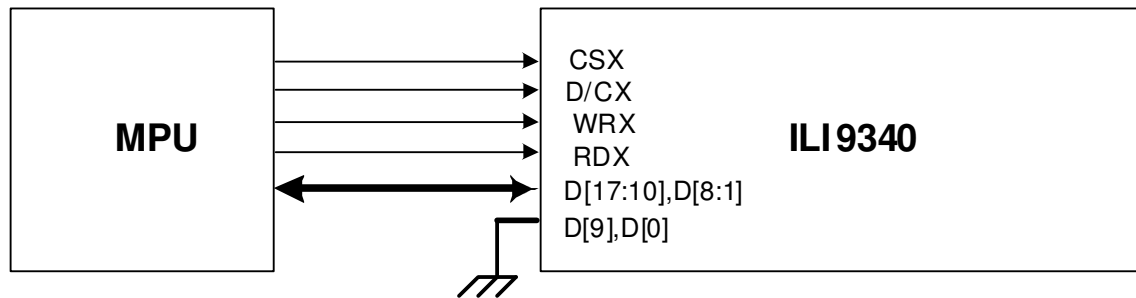 MPU
ILI9340
CSX
D/CX
WRX
RDX
D[17:10],D[8:1]
D[9],D[0]